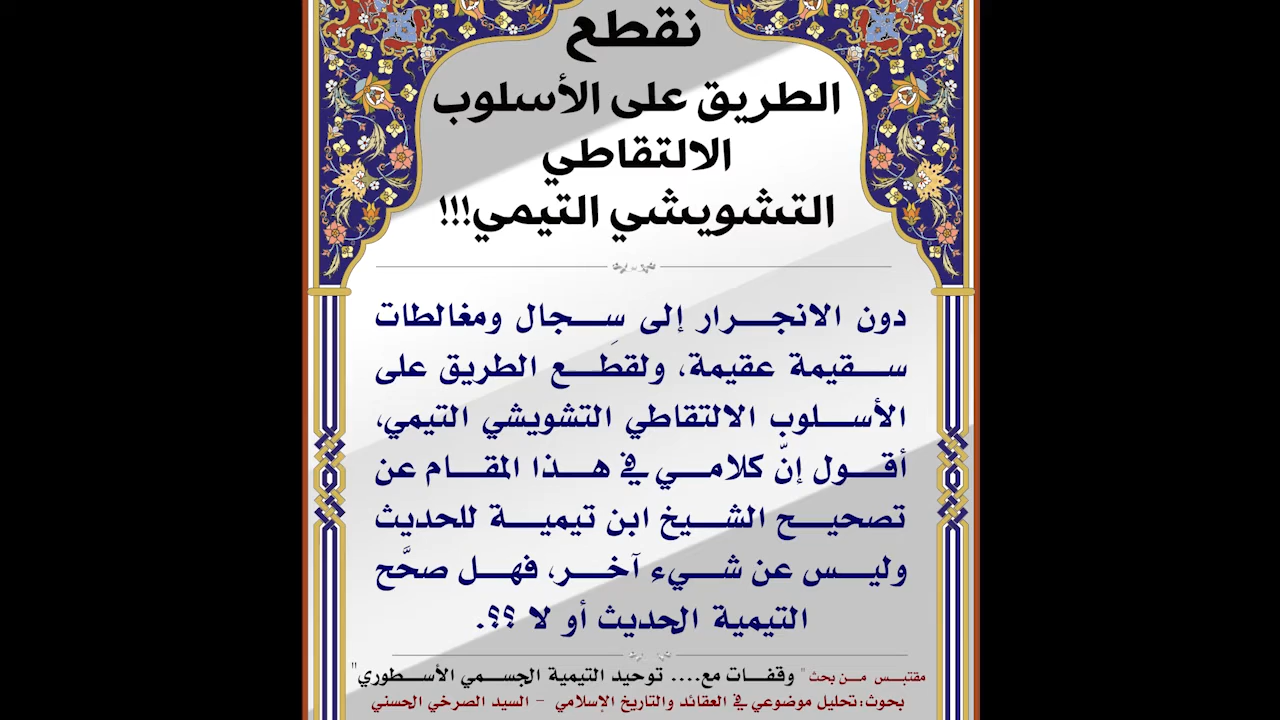 نقطع
الطريق على الأسلوب
الالتقاطي
التشويشي التيمي!!!
دون الانجرار إلى سِجال ومغالطات
سقيمة عقيمة، ولقطع الطريق على
الأسلوب الالتقاطي التشويشي التيمي،
أقول إنّ كلامي في هذا المقام عن
تصحيح الشيخ ابن تيمية للحديث
وليس عن شيء آخر، فهل صحَّح
التيمية الحديث أو لا ؟؟.
مقتبس من بحث " وقفات مع.... توحيد التيمية الجسمي الأسطوري"
بحوث: تحليل موضوعي في العقائد والتاريخ الإسلامي - السيد الصرخي الحسني